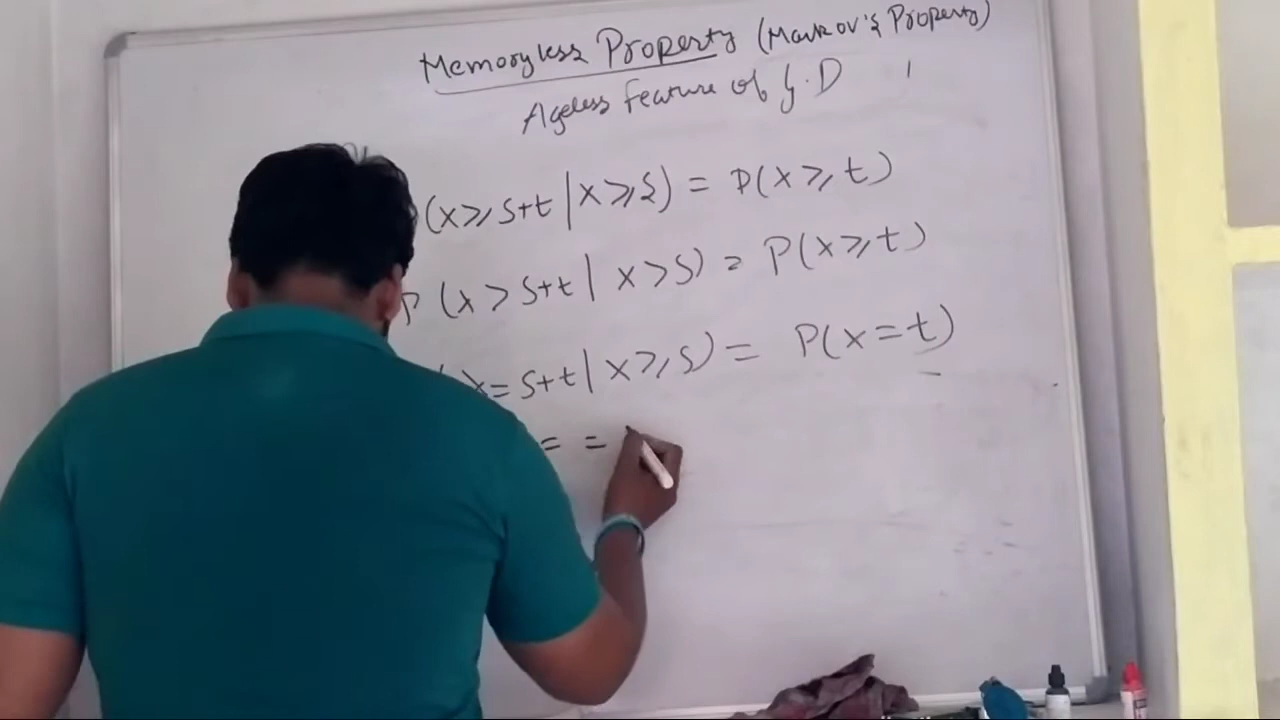 Memoryless Property (Markov's Property)
Ageless feature of G.D
(X⩾S+t | X⩾S) = P(X⩾t)
P(X>S+t | X>S) = P(X⩾t)
X=S+t | X⩾S) = P(X=t)
= =